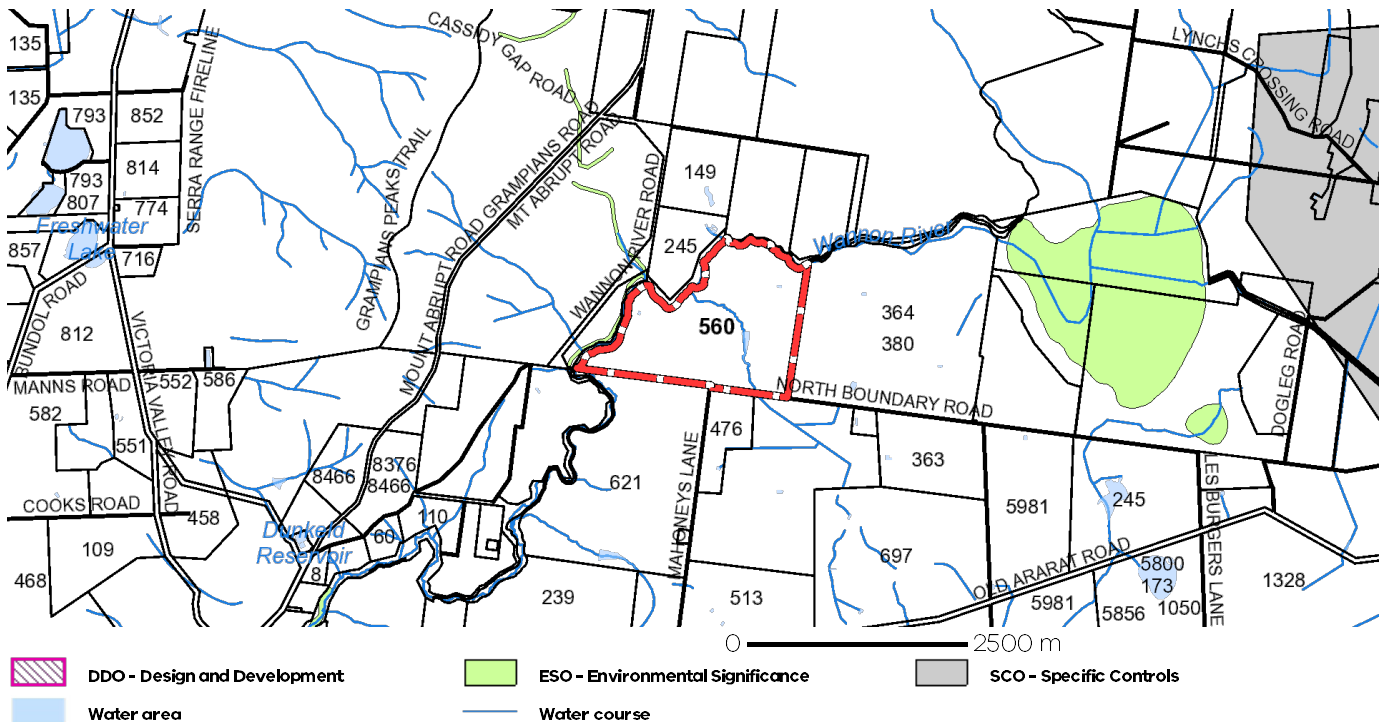 135
135
793
852
814
793
807
774
716
Freshwater
Lake
857
812
BUNDOL ROAD
SERRA RANGE FIRELINE
VICTORIA VALLEY ROAD
MANNS ROAD
552
586
582
551
COOKS ROAD
458
109
468
CASSIDY GAP ROAD
GRAMPIANS PEAKS TRAIL
MOUNT ABRUPT ROAD
GRAMPIANS ROAD
MT ABRUPT ROAD
WANNON RIVER ROAD
149
245
Wannon River
560
364
380
NORTH BOUNDARY ROAD
LYNCHS CROSSING ROAD
DOGLEG ROAD
8466
8376
8466
110
60
8
Dunkeld
Reservoir
621
239
MAHONEYS LANE
476
513
363
697
5981
5981
OLD ARARAT ROAD
245
5800
173
5856
1050
LES BURGERS LANE
1328
0
2500 m
DDO - Design and Development
ESO - Environmental Significance
SCO - Specific Controls
Water area
Water course